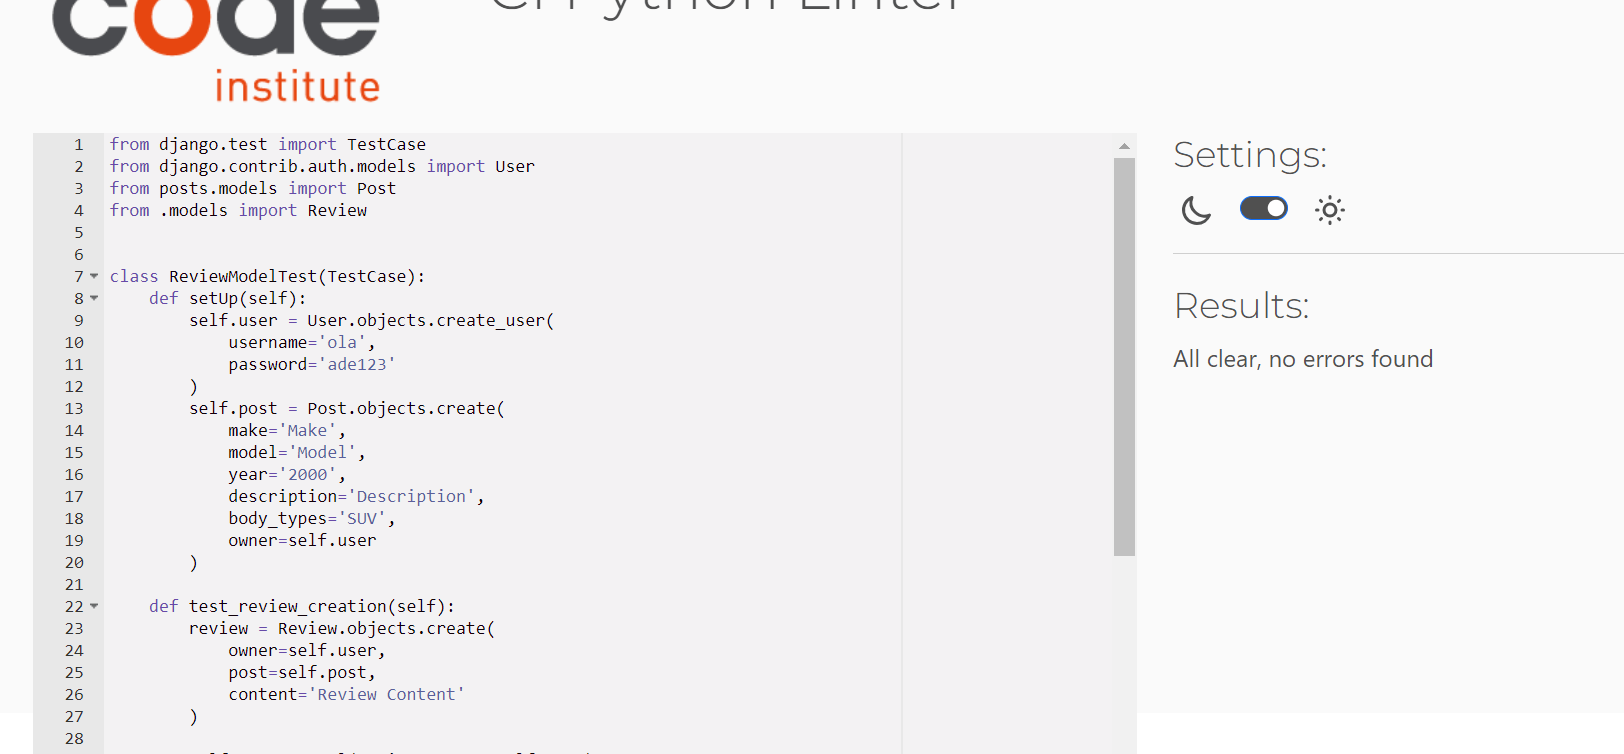 code
CI Python Linter
institute
1 from django.test import TestCase
2 from django.contrib.auth.models import User
3 from posts.models import Post
4 from .models import Review
5
6
7 class ReviewModelTest(TestCase):
8     def setUp(self):
9         self.user = User.objects.create_user(
10             username='ola',
11             password='ade123'
12         )
13         self.post = Post.objects.create(
14             make='Make',
15             model='Model',
16             year='2000',
17             description='Description',
18             body_types='SUV',
19             owner=self.user
20         )
21
22     def test_review_creation(self):
23         review = Review.objects.create(
24             owner=self.user,
25             post=self.post,
26             content='Review Content'
27         )
28
Settings:
Results:
All clear, no errors found